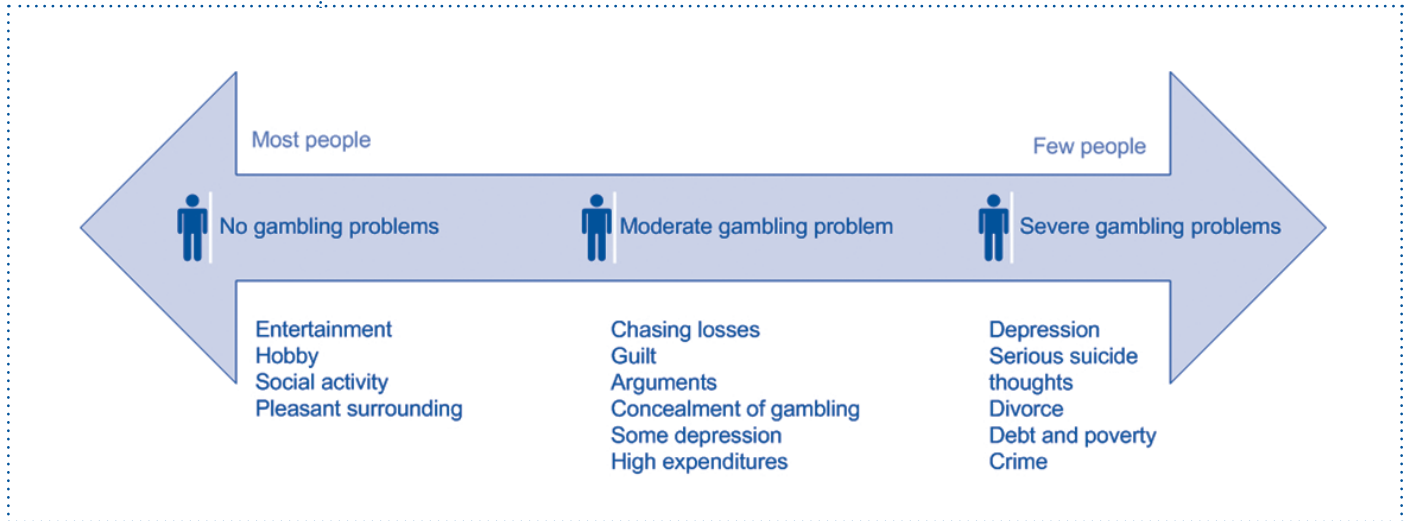 Most people
Few people
No gambling problems
Moderate gambling problem
Severe gambling problems
Entertainment
Hobby
Social activity
Pleasant surrounding
Chasing losses
Guilt
Arguments
Concealment of gambling
Some depression
High expenditures
Depression
Serious suicide
thoughts
Divorce
Debt and poverty
Crime